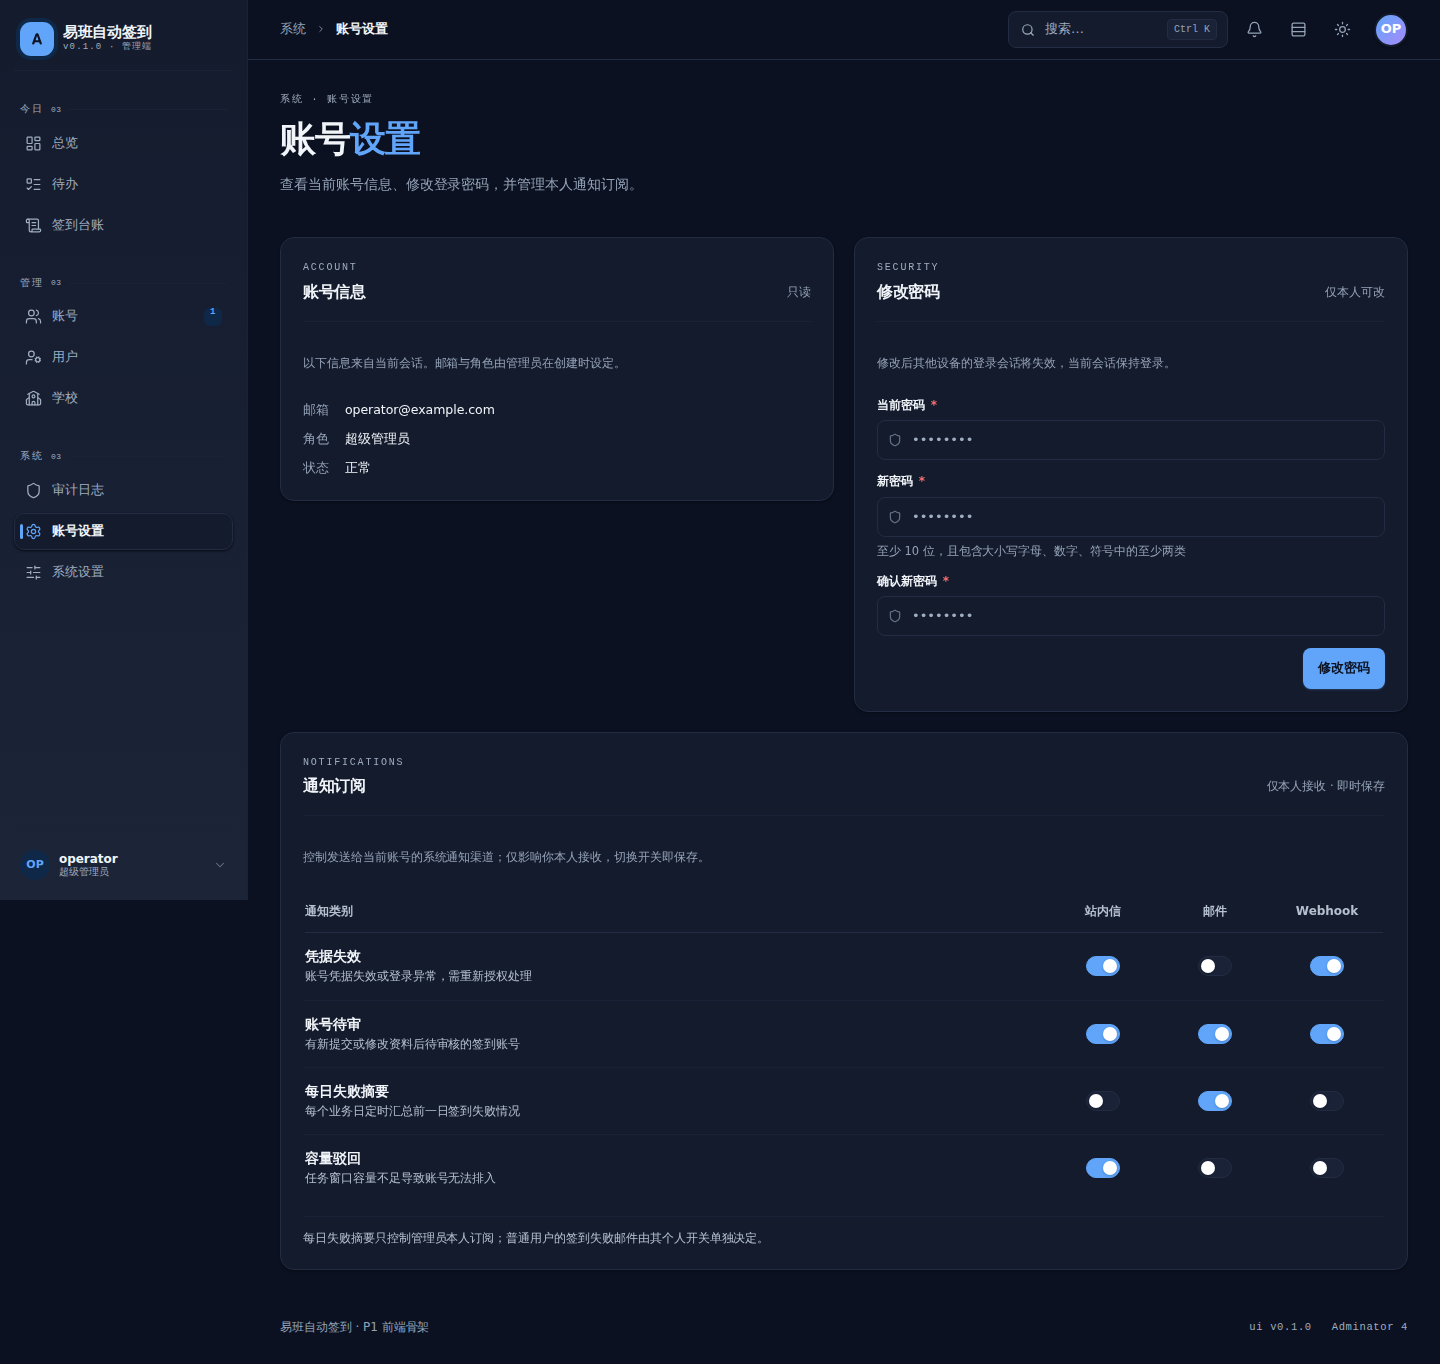 A
易班自动签到
v0.1.0 · 管理端
今日 03
总览
待办
签到台账
管理 03
账号 1
用户
学校
系统 03
审计日志
账号设置
系统设置
OP
operator
超级管理员
系统 › 账号设置
搜索... Ctrl K
OP
系统 · 账号设置
账号设置
查看当前账号信息、修改登录密码，并管理本人通知订阅。
ACCOUNT
账号信息 只读
以下信息来自当前会话。邮箱与角色由管理员在创建时设定。
邮箱 operator@example.com
角色 超级管理员
状态 正常
SECURITY
修改密码 仅本人可改
修改后其他设备的登录会话将失效，当前会话保持登录。
当前密码 *
••••••••
新密码 *
••••••••
至少 10 位，且包含大小写字母、数字、符号中的至少两类
确认新密码 *
••••••••
修改密码
NOTIFICATIONS
通知订阅 仅本人接收 · 即时保存
控制发送给当前账号的系统通知渠道；仅影响你本人接收，切换开关即保存。
通知类别 站内信 邮件 Webhook
凭据失效
账号凭据失效或登录异常，需重新授权处理
账号待审
有新提交或修改资料后待审核的签到账号
每日失败摘要
每个业务日定时汇总前一日签到失败情况
容量驳回
任务窗口容量不足导致账号无法排入
每日失败摘要只控制管理员本人订阅；普通用户的签到失败邮件由其个人开关单独决定。
易班自动签到 · P1 前端骨架
ui v0.1.0 Adminator 4